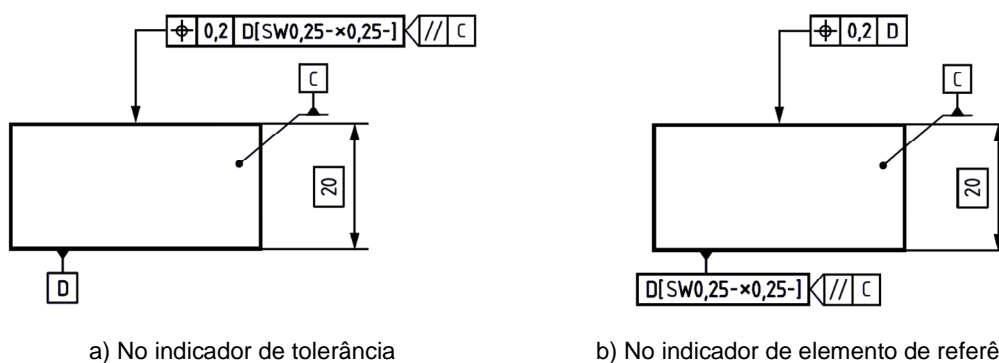 ⌖ 0,2 D[SW0,25-×0,25-] // C
C
20
D
a) No indicador de tolerância
⌖ 0,2 D
C
20
D[SW0,25-×0,25-] // C
b) No indicador de elemento de referê